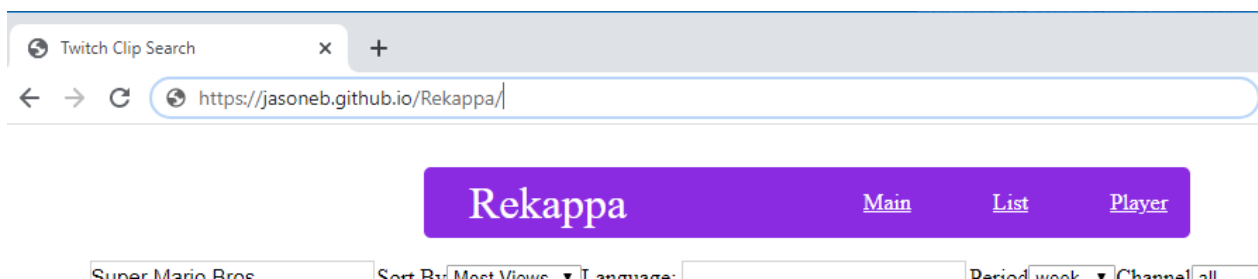 Twitch Clip Search
https://jasoneb.github.io/Rekappa/
Rekappa Main List Player
Super Mario Bros Sort By Most Views Language: Period week Channel all